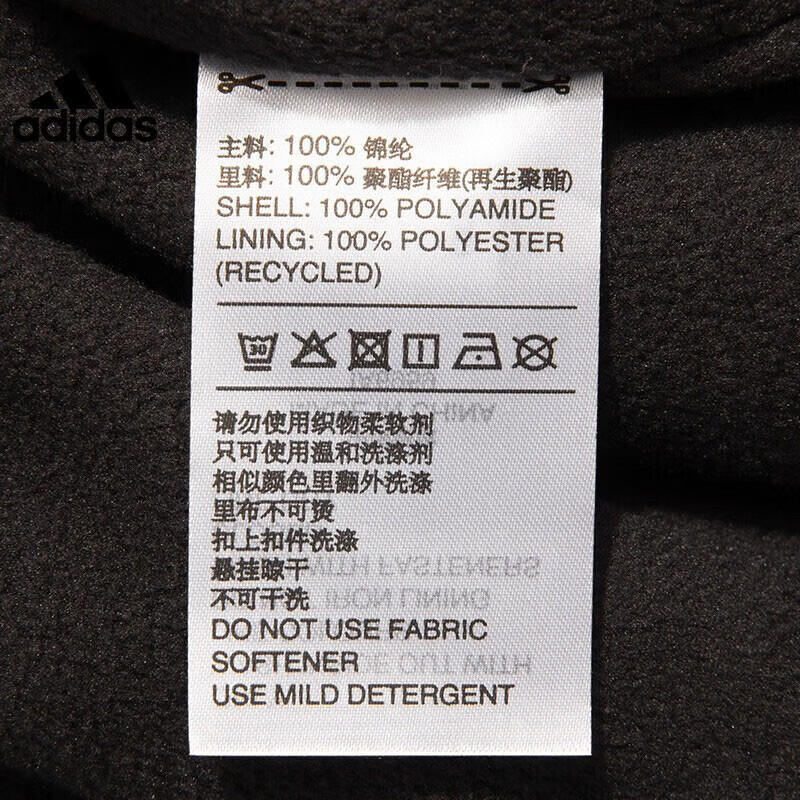 adidas
主料: 100% 锦纶
里料: 100% 聚酯纤维(再生聚酯)
SHELL: 100% POLYAMIDE
LINING: 100% POLYESTER
(RECYCLED)
30
请勿使用织物柔软剂
只可使用温和洗涤剂
相似颜色里翻外洗涤
里布不可烫
扣上扣件洗涤
悬挂晾干
不可干洗
DO NOT USE FABRIC
SOFTENER
USE MILD DETERGENT